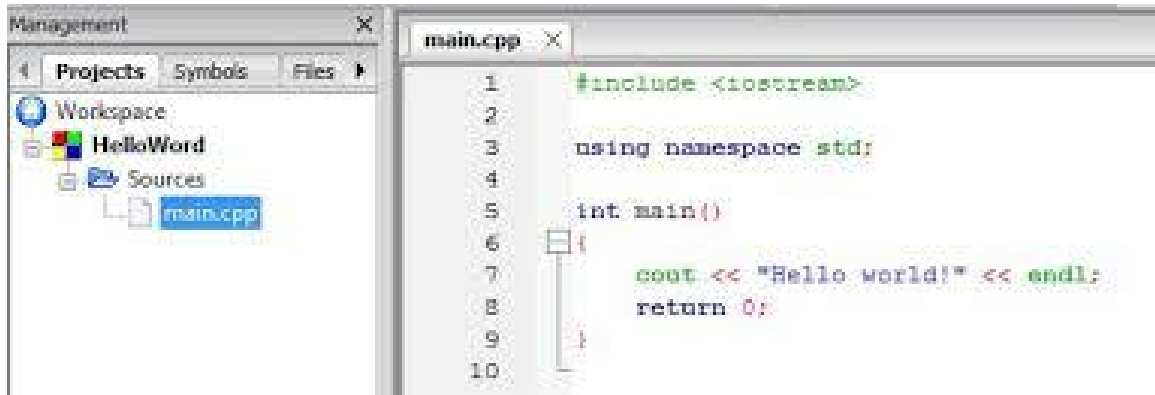 Management
Projects Symbols Files
Workspace
HelloWord
Sources
main.cpp
main.cpp
1 #include <iostream>
2
3 using namespace std;
4
5 int main()
6 {
7 cout << "Hello world!" << endl;
8 return 0;
9 }
10